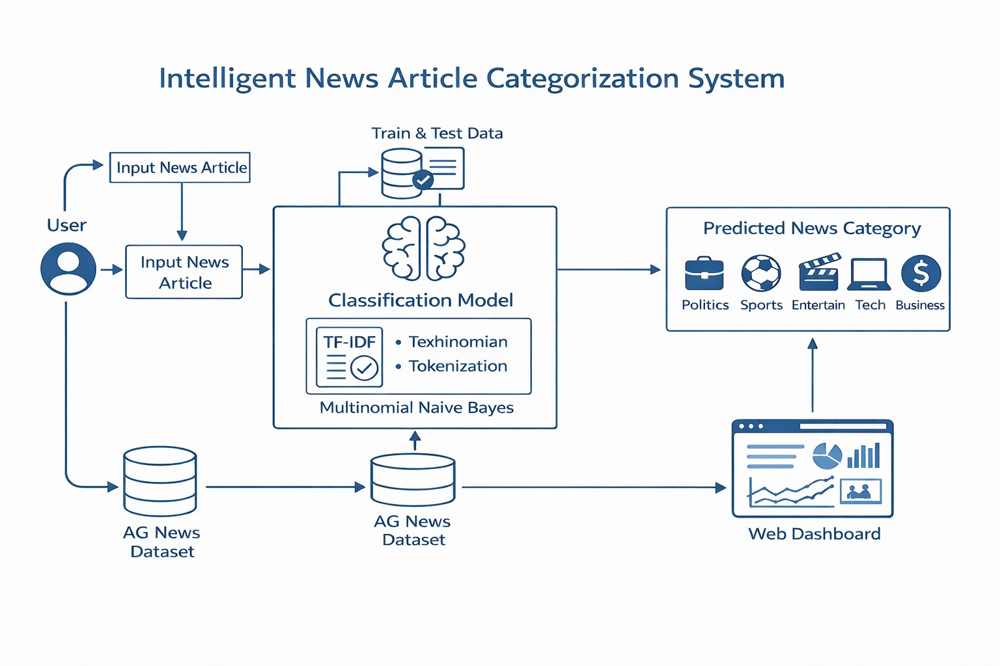 Intelligent News Article Categorization System
Train & Test Data
Input News Article
User
Input News
Article
Classification Model
TF-IDF
• Texhinomian
• Tokenization
Multinomial Naive Bayes
Predicted News Category
Politics Sports Entertain Tech Business
AG News
Dataset
AG News
Dataset
Web Dashboard